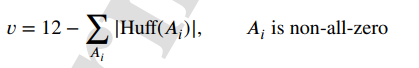 v = 12 − ∑_{A_i} |Huff(A_i)|, A_i is non-all-zero